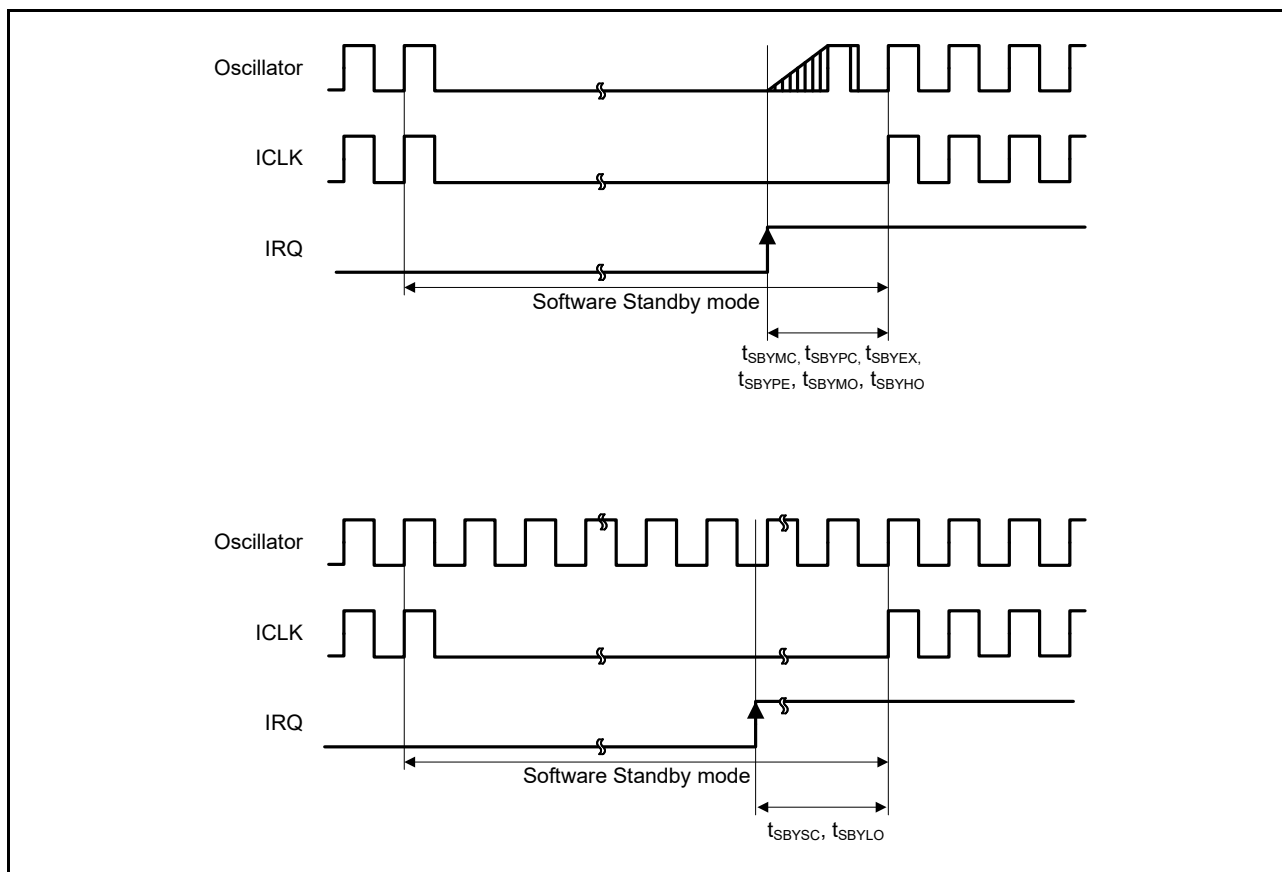 Oscillator
ICLK
IRQ
Software Standby mode
tSBYMC, tSBYPC, tSBYEX,
tSBYPE, tSBYMO, tSBYHO
Oscillator
ICLK
IRQ
Software Standby mode
tSBYSC, tSBYLO